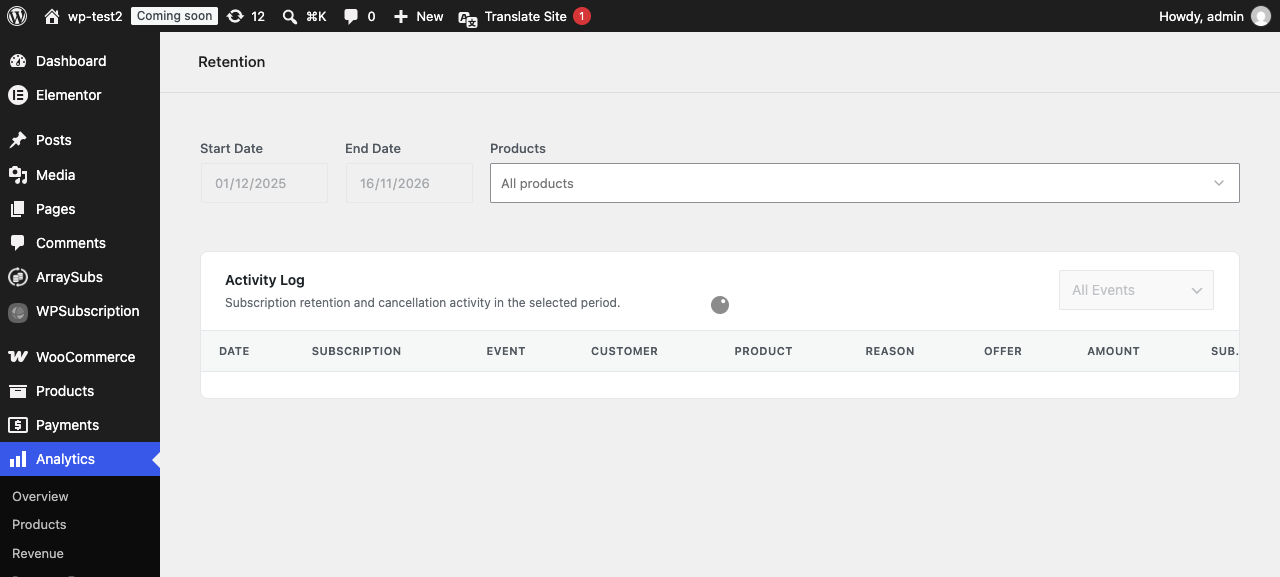 wp-test2 Coming soon 12 ⌘K 0 New Translate Site 1 Howdy, admin
Dashboard
Elementor
Posts
Media
Pages
Comments
ArraySubs
WPSubscription
WooCommerce
Products
Payments
Analytics
Overview
Products
Revenue
Retention
Start Date End Date Products
01/12/2025 16/11/2026 All products
Activity Log
Subscription retention and cancellation activity in the selected period.
All Events
DATE SUBSCRIPTION EVENT CUSTOMER PRODUCT REASON OFFER AMOUNT SUB.